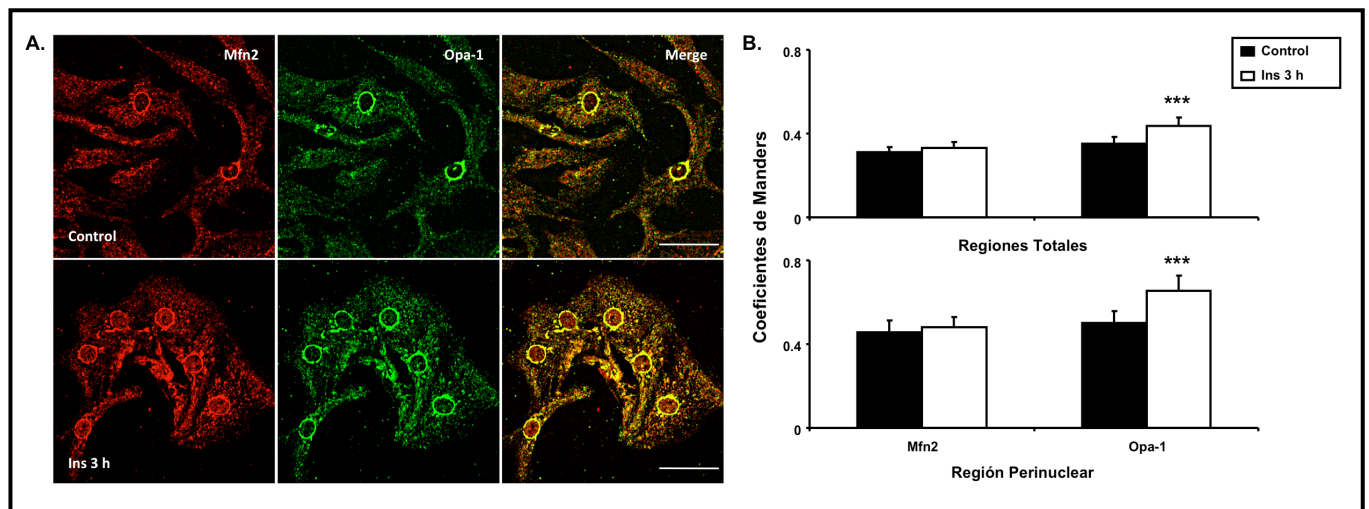 A.
Mfn2
Opa-1
Merge
Control
Ins 3 h
B.
Control
Ins 3 h
Coeficientes de Manders
0.8
0.4
0
***
Regiones Totales
0.8
0.4
0
***
Mfn2
Opa-1
Región Perinuclear